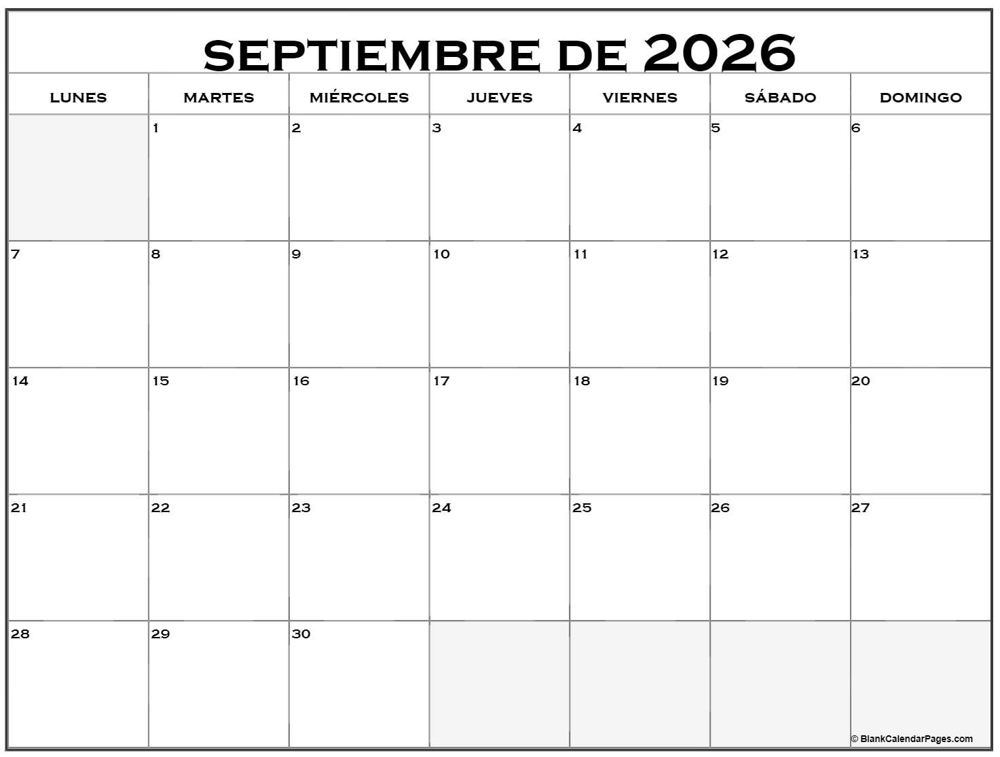 SEPTIEMBRE DE 2026
LUNES MARTES MIÉRCOLES JUEVES VIERNES SÁBADO DOMINGO
1 2 3 4 5 6
7 8 9 10 11 12 13
14 15 16 17 18 19 20
21 22 23 24 25 26 27
28 29 30
© BlankCalendarPages.com